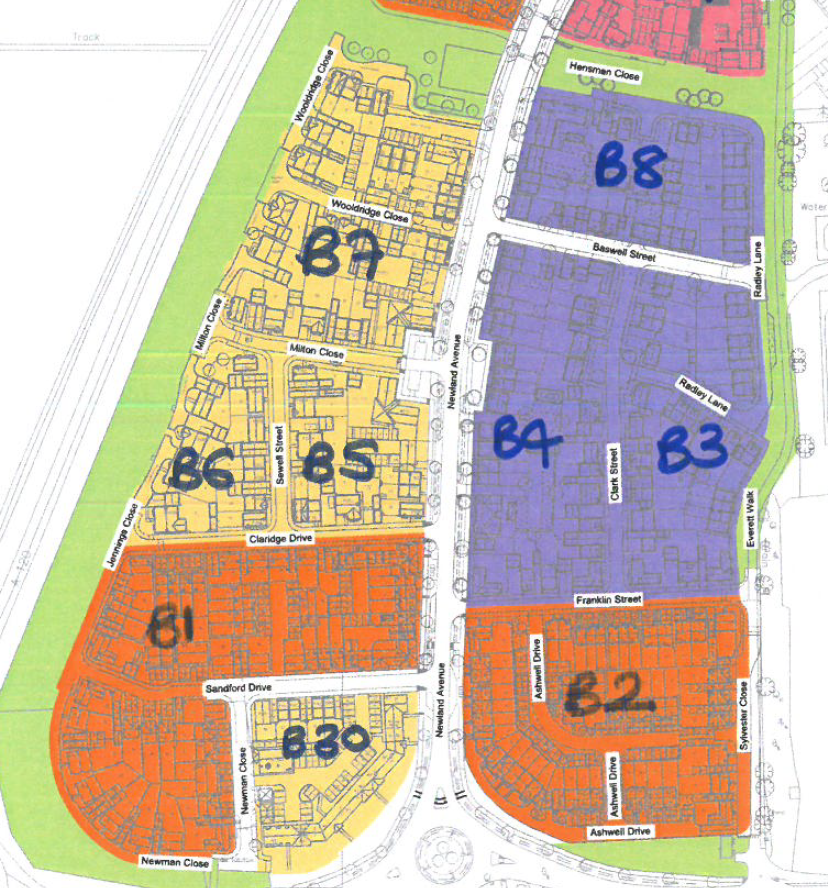 Track
Hensman Close
Wooldridge Close
B8
Wooldridge Close
B7
Baswell Street
Radley Lane
Milton Close
Milton Close
Newland Avenue
Radley Lane
B4
B3
B6
B5
Sewell Street
Clark Street
Jennings Close
Everett Walk
Claridge Drive
Franklin Street
B1
Ashwell Drive
B2
Sandford Drive
Newland Avenue
Sylvester Close
B30
Newman Close
Ashwell Drive
Ashwell Drive
Newman Close